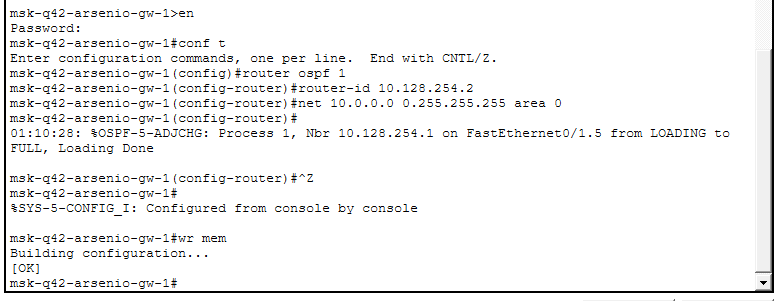 msk-q42-arsenio-gw-1>en
Password:
msk-q42-arsenio-gw-1#conf t
Enter configuration commands, one per line.  End with CNTL/Z.
msk-q42-arsenio-gw-1(config)#router ospf 1
msk-q42-arsenio-gw-1(config-router)#router-id 10.128.254.2
msk-q42-arsenio-gw-1(config-router)#net 10.0.0.0 0.255.255.255 area 0
msk-q42-arsenio-gw-1(config-router)#
01:10:28: %OSPF-5-ADJCHG: Process 1, Nbr 10.128.254.1 on FastEthernet0/1.5 from LOADING to
FULL, Loading Done
msk-q42-arsenio-gw-1(config-router)#^Z
msk-q42-arsenio-gw-1#
%SYS-5-CONFIG_I: Configured from console by console
msk-q42-arsenio-gw-1#wr mem
Building configuration...
[OK]
msk-q42-arsenio-gw-1#